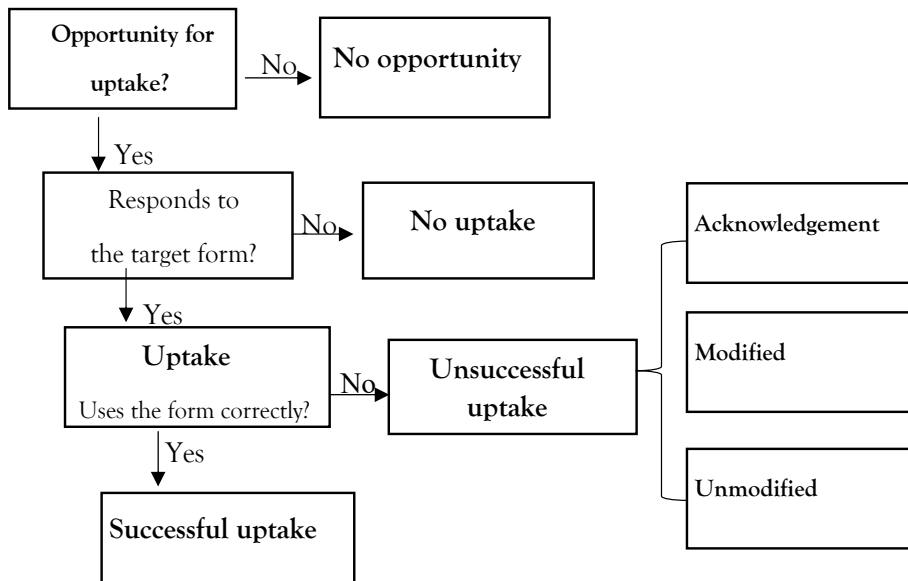 Opportunity for
uptake?
No
No opportunity
Yes
Responds to
the target form?
No
No uptake
Acknowledgement
Yes
Uptake
Uses the form correctly?
No
Unsuccessful
uptake
Modified
Yes
Unmodified
Successful uptake